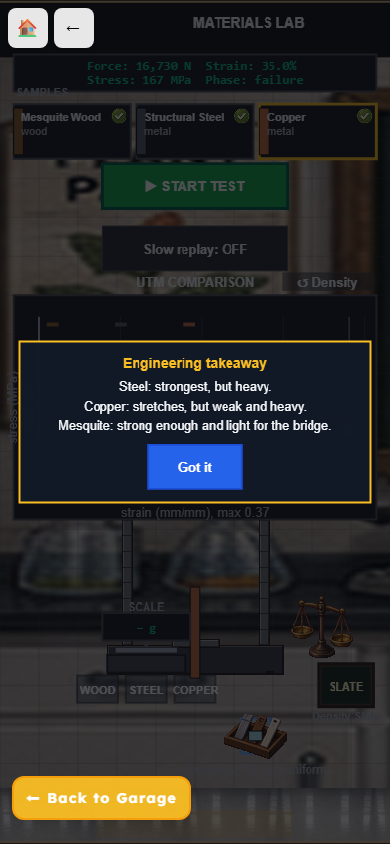 MATERIALS LAB
Force: 16,730 N Strain: 35.0%
Stress: 167 MPa Phase: failure
SAMPLES
Mesquite Wood
wood
Structural Steel
metal
Copper
metal
▶ START TEST
Slow replay: OFF
UTM COMPARISON
↺ Density
stress (MPa)
Engineering takeaway
Steel: strongest, but heavy.
Copper: stretches, but weak and heavy.
Mesquite: strong enough and light for the bridge.
Got it
strain (mm/mm), max 0.37
SCALE
- g
WOOD
STEEL
COPPER
SLATE
← Back to Garage